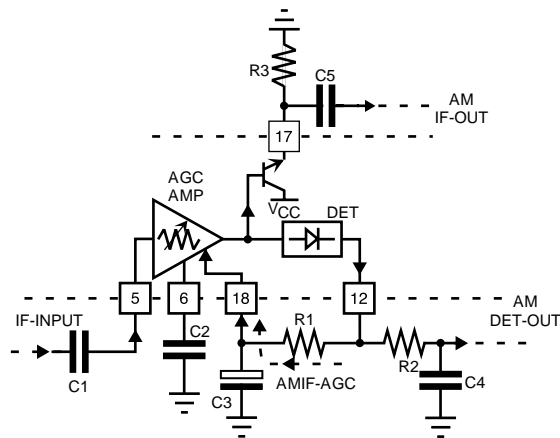 R3
C5
AM
IF-OUT
17
AGC
AMP
VCC
DET
5
6
18
12
AM
DET-OUT
IF-INPUT
C1
C2
R1
C3
AMIF-AGC
R2
C4